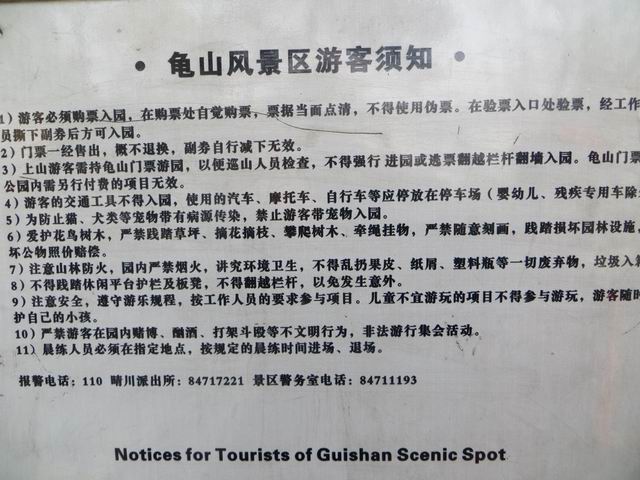 • 龟山风景区游客须知 •
1）游客必须购票入园，在购票处自觉购票，票据当面点清，不得使用伪票。在验票入口处验票，经工作
员撕下副券后方可入园。
2）门票一经售出，概不退换，副券自行减下无效。
3）上山游客需持龟山门票游园，以便巡山人员检查，不得强行 进园或逃票翻越栏杆翻墙入园。龟山门票
公园内需另行付费的项目无效。
4）游客的交通工具不得入园，使用的汽车、摩托车、自行车等应停放在停车场（婴幼儿、残疾专用车除
5）为防止猫、犬类等宠物带有病源传染，禁止游客带宠物入园。
6）爱护花鸟树木，严禁践踏草坪、摘花摘枝、攀爬树木、牵绳挂物，严禁随意刻画，践踏损坏园林设施，
坏公物照价赔偿。
7）注意山林防火，园内严禁烟火，讲究环境卫生，不得乱扔果皮、纸屑、塑料瓶等一切废弃物，垃圾入
8）不得践踏休闲平台护栏及板凳，不得翻越栏杆，以免发生意外。
9）注意安全，遵守游乐规程，按工作人员的要求参与项目。儿童不宜游玩的项目不得参与游玩，游客随时
护自己的小孩。
10）严禁游客在园内赌博、酗酒、打架斗殴等不文明行为，非法游行集会活动。
11）晨练人员必须在指定地点，按规定的晨练时间进场、退场。
报警电话：110 晴川派出所：84717221 景区警务室电话：84711193
Notices for Tourists of Guishan Scenic Spot